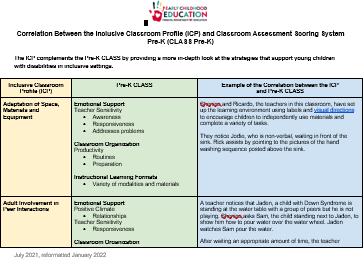 EARLY CHILDHOOD
EDUCATION
Correlation Between the Inclusive Classroom Profile (ICP) and Classroom Assessment Scoring System
Pre-K (CLASS Pre-K)
The ICP complements the Pre-K CLASS by providing a more in-depth look at the strategies that support young children
with disabilities in inclusive settings.
Inclusive Classroom
Profile (ICP)
Pre-K CLASS
Example of the Correlation between the ICP
and Pre-K CLASS
Adaptation of Space,
Materials and
Equipment
Emotional Support
Teacher Sensitivity
• Awareness
• Responsiveness
• Addresses problems
Classroom Organization
Productivity
• Routines
• Preparation
Instructional Learning Formats
• Variety of modalities and materials
and Ricardo, the teachers in this classroom, have set
up the learning environment using labels and visual directions
to encourage children to independently use materials and
complete a variety of tasks.
They notice Jodie, who is non-verbal, waiting in front of the
sink. Rick assists by pointing to the pictures of the hand
washing sequence posted above the sink.
Adult Involvement in
Peer Interactions
Emotional Support
Positive Climate
• Relationships
Teacher Sensitivity
• Responsiveness
Classroom Organization
A teacher notices that Jaden, a child with Down Syndrome is
standing at the water table with a group of peers but he is not
playing. asks Sam, the child standing next to Jaden, to
show him how to pour water over the water wheel. Jaden
watches Sam pour the water.
After waiting an appropriate amount of time, the teacher
July 2021, reformatted January 2022